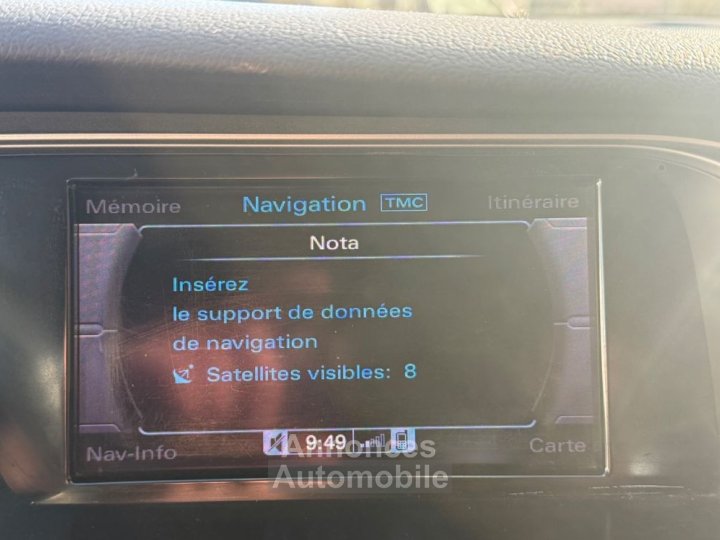 Mémoire Navigation TMC Itinéraire
Nota
Insérez
le support de données
de navigation
Satellites visibles: 8
Nav-Info 9:49 Carte
Annonces
Automobile